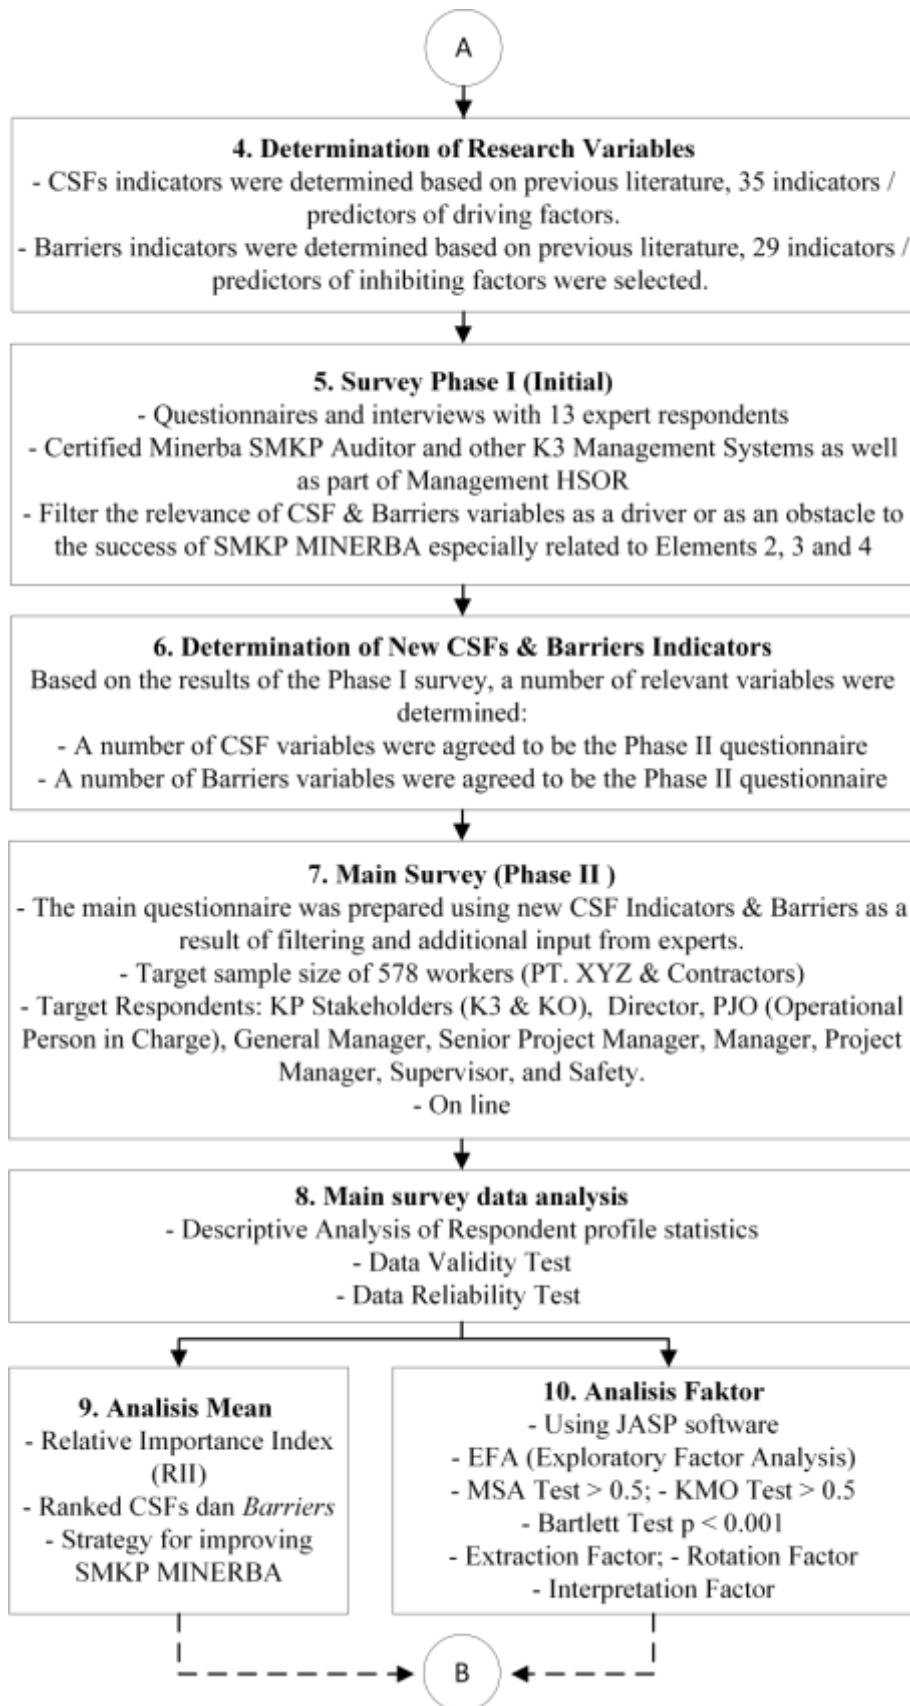 A
4. Determination of Research Variables
- CSFs indicators were determined based on previous literature, 35 indicators /
predictors of driving factors.
- Barriers indicators were determined based on previous literature, 29 indicators /
predictors of inhibiting factors were selected.
5. Survey Phase I (Initial)
- Questionnaires and interviews with 13 expert respondents
- Certified Minerba SMKP Auditor and other K3 Management Systems as well
as part of Management HSOR
- Filter the relevance of CSF & Barriers variables as a driver or as an obstacle to
the success of SMKP MINERBA especially related to Elements 2, 3 and 4
6. Determination of New CSFs & Barriers Indicators
Based on the results of the Phase I survey, a number of relevant variables were
determined:
- A number of CSF variables were agreed to be the Phase II questionnaire
- A number of Barriers variables were agreed to be the Phase II questionnaire
7. Main Survey (Phase II )
- The main questionnaire was prepared using new CSF Indicators & Barriers as a
result of filtering and additional input from experts.
- Target sample size of 578 workers (PT. XYZ & Contractors)
- Target Respondents: KP Stakeholders (K3 & KO), Director, PJO (Operational
Person in Charge), General Manager, Senior Project Manager, Manager, Project
Manager, Supervisor, and Safety.
- On line
8. Main survey data analysis
- Descriptive Analysis of Respondent profile statistics
- Data Validity Test
- Data Reliability Test
9. Analisis Mean
- Relative Importance Index
(RII)
- Ranked CSFs dan Barriers
- Strategy for improving
SMKP MINERBA
10. Analisis Faktor
- Using JASP software
- EFA (Exploratory Factor Analysis)
- MSA Test > 0.5; - KMO Test > 0.5
- Bartlett Test p < 0.001
- Extraction Factor; - Rotation Factor
- Interpretation Factor
B